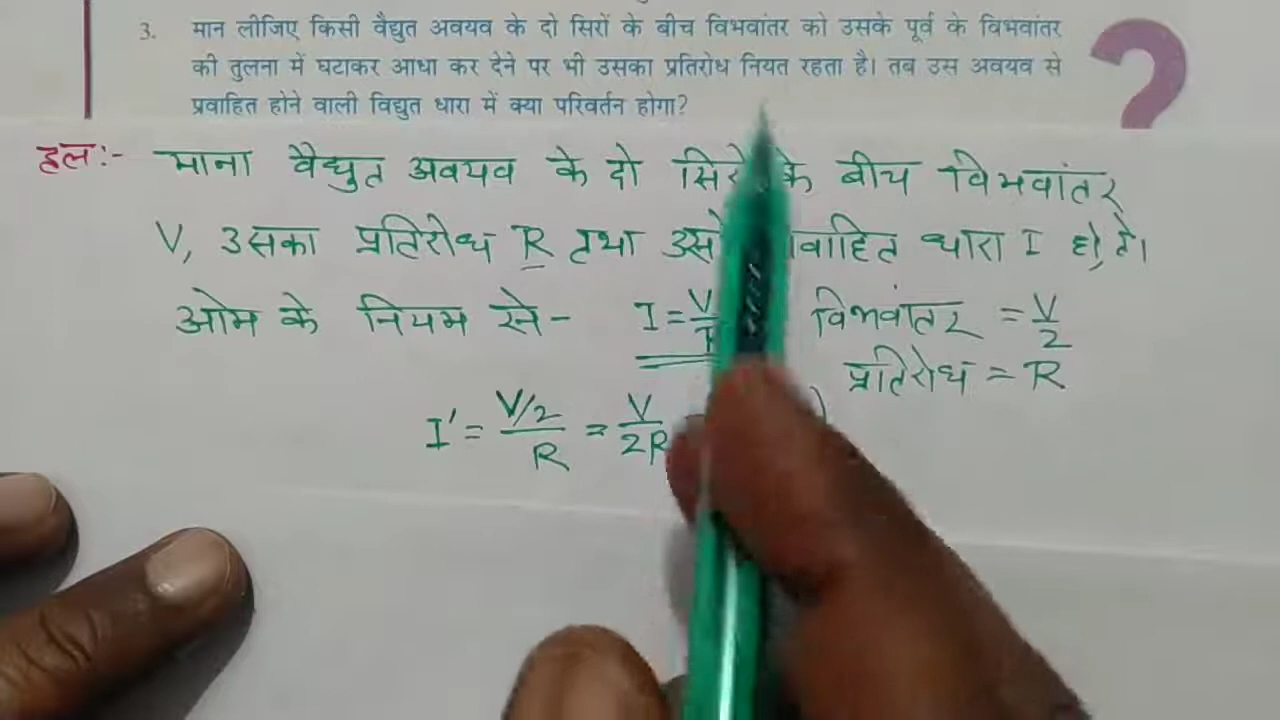 3. मान लीजिए किसी वैद्युत अवयव के दो सिरों के बीच विभवांतर को उसके पूर्व के विभवांतर
की तुलना में घटाकर आधा कर देने पर भी उसका प्रतिरोध नियत रहता है। तब उस अवयव से
प्रवाहित होने वाली विद्युत धारा में क्या परिवर्तन होगा?
हल:- माना वैद्युत अवयव के दो के बीच विभवांतर
V, उसका प्रतिरोध R तथा धारा I
ओम के नियम से- I = V विभवांतर = V/2
प्रतिरोध = R
I' = V/2 / R = V/2R